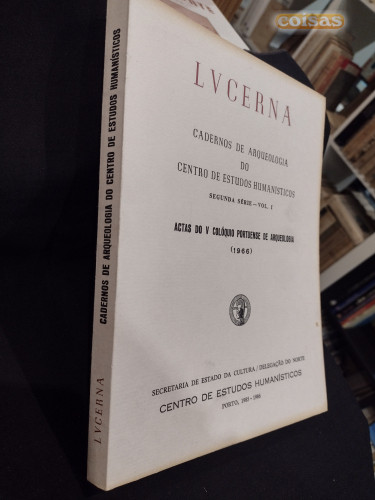 coisas
LVCERNA
CADERNOS DE ARQUEOLOGIA
DO
CENTRO DE ESTUDOS HUMANÍSTICOS
SEGUNDA SÉRIE — VOL. I
ACTAS DO V COLÓQUIO PORTUENSE DE ARQUEOLOGIA
(1966)
SECRETARIA DE ESTADO DA CULTURA / DELEGAÇÃO DO NORTE
CENTRO DE ESTUDOS HUMANÍSTICOS
LVCERNA
CADERNOS DE ARQUEOLOGIA DO CENTRO DE ESTUDOS HUMANÍSTICOS